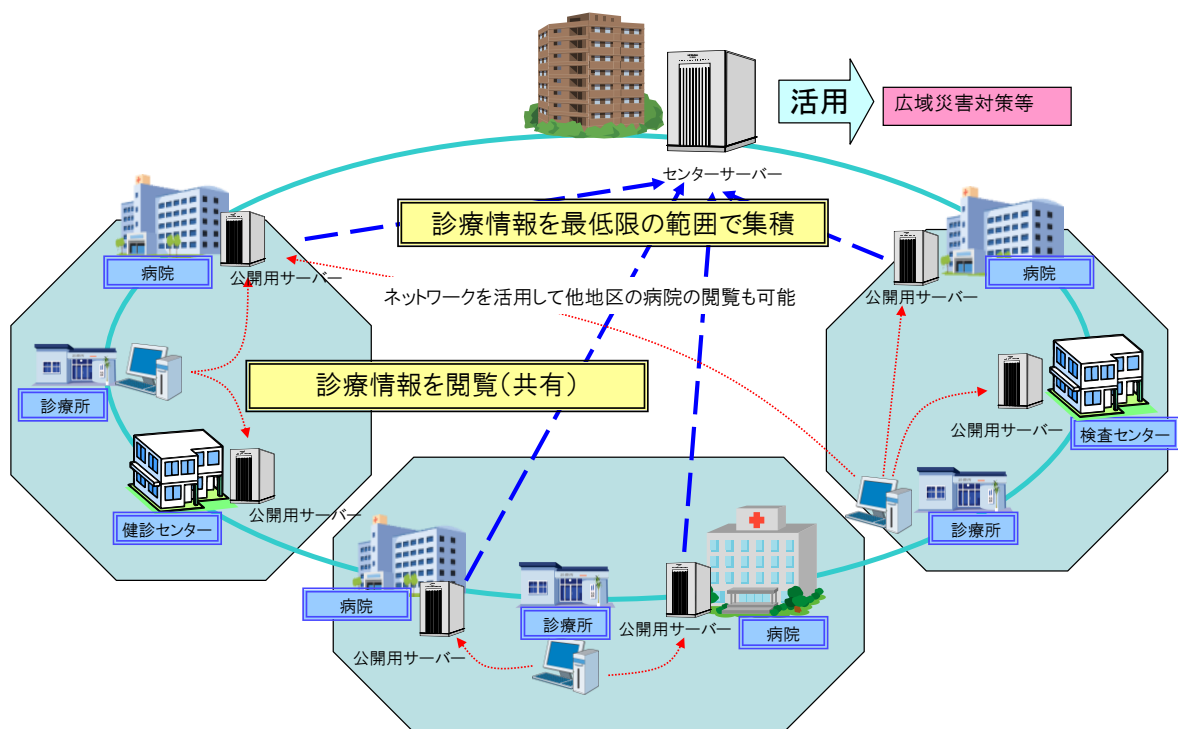 活用
広域災害対策等
センターサーバー
診療情報を最低限の範囲で集積
病院
公開用サーバー
公開用サーバー
病院
ネットワークを活用して他地区の病院の閲覧も可能
診療情報を閲覧（共有）
診療所
公開用サーバー
検査センター
健診センター
公開用サーバー
診療所
病院
公開用サーバー
診療所
公開用サーバー
病院